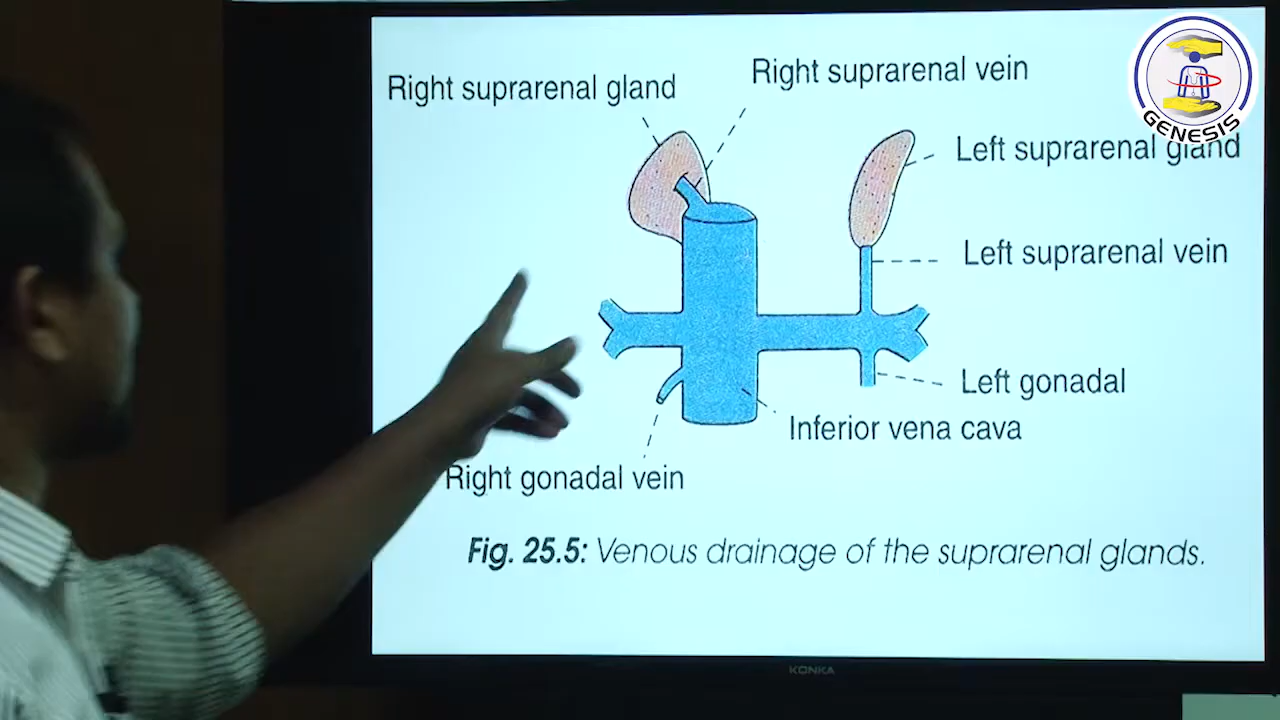 Right suprarenal gland
Right suprarenal vein
GENESIS
Left suprarenal gland
Left suprarenal vein
Left gonadal
Inferior vena cava
Right gonadal vein
Fig. 25.5: Venous drainage of the suprarenal glands.
KONKA